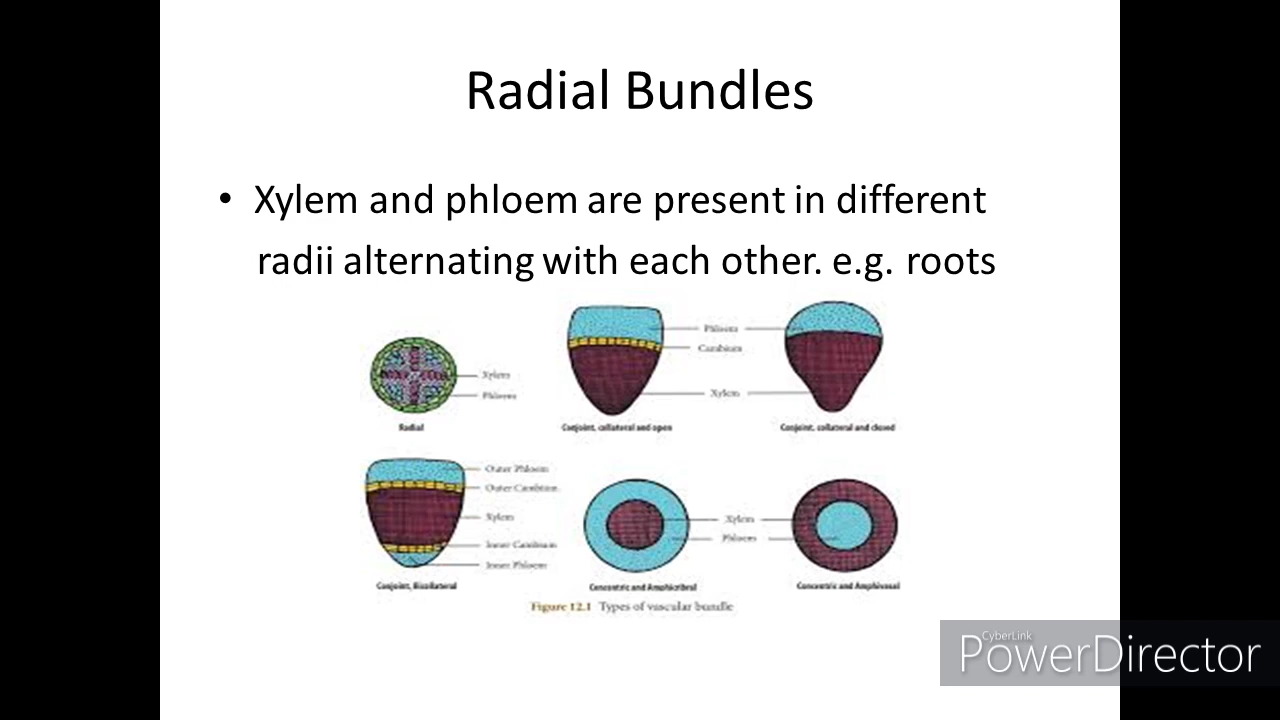 Radial Bundles
• Xylem and phloem are present in different
radii alternating with each other. e.g. roots
Phloem
Cambium
Xylem
Xylem
Phloem
Radial
Conjoint, collateral and open
Conjoint, collateral and closed
Outer Phloem
Outer Cambium
Xylem
Inner Cambium
Inner Phloem
Xylem
Phloem
Conjoint, Bicollateral
Concentric and Amphicribral
Concentric and Amphivasal
Figure 12.1 Types of vascular bundle
CyberLink
PowerDirector